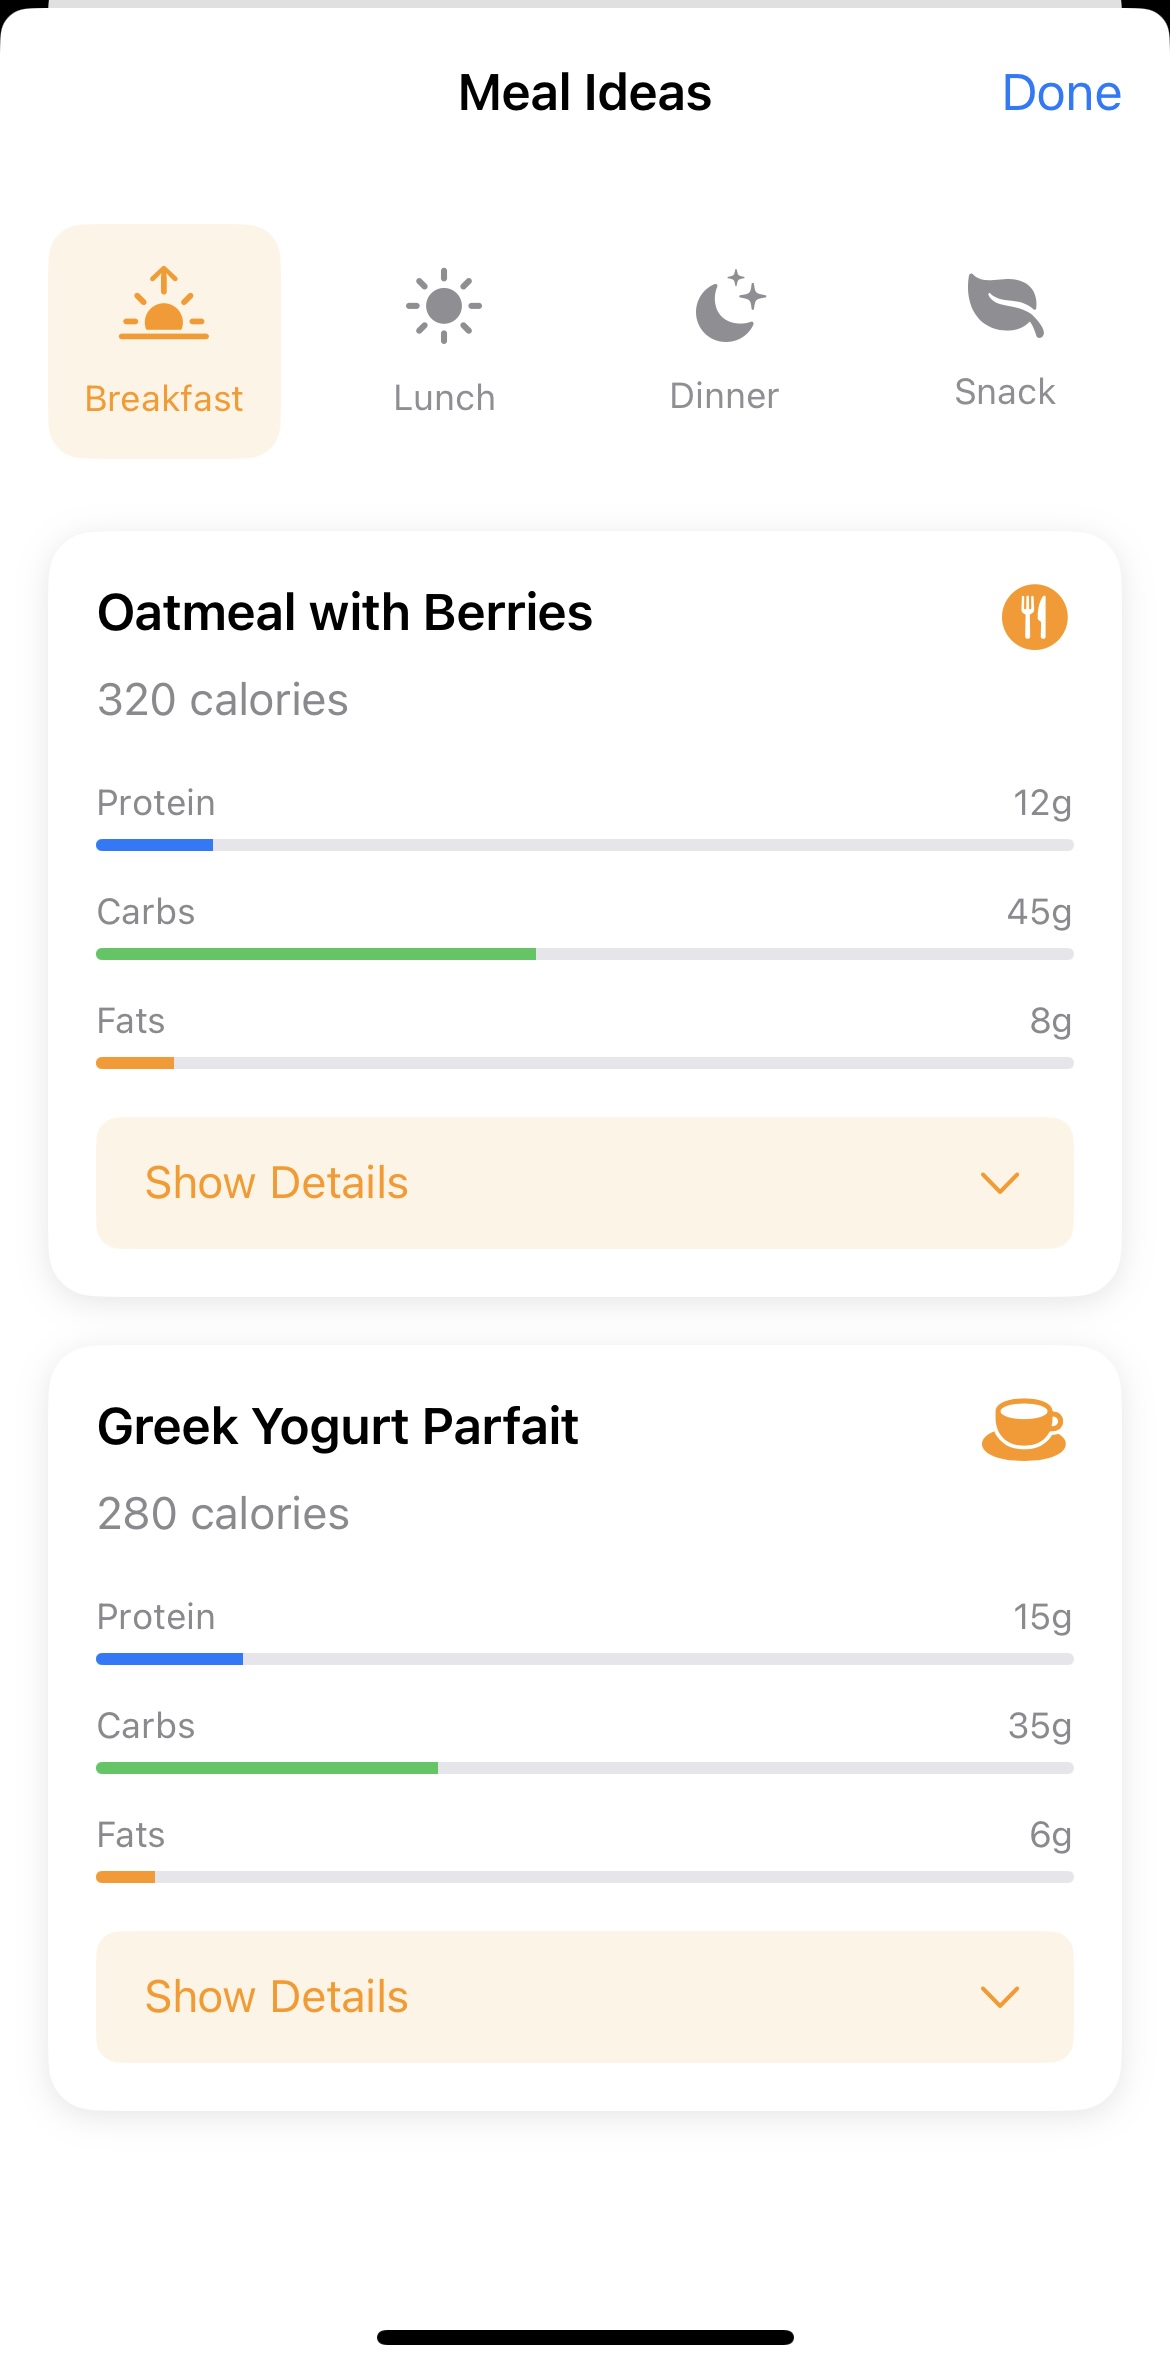 Meal Ideas
Done
Breakfast
Lunch
Dinner
Snack
Oatmeal with Berries
320 calories
Protein 12g
Carbs 45g
Fats 8g
Show Details
Greek Yogurt Parfait
280 calories
Protein 15g
Carbs 35g
Fats 6g
Show Details